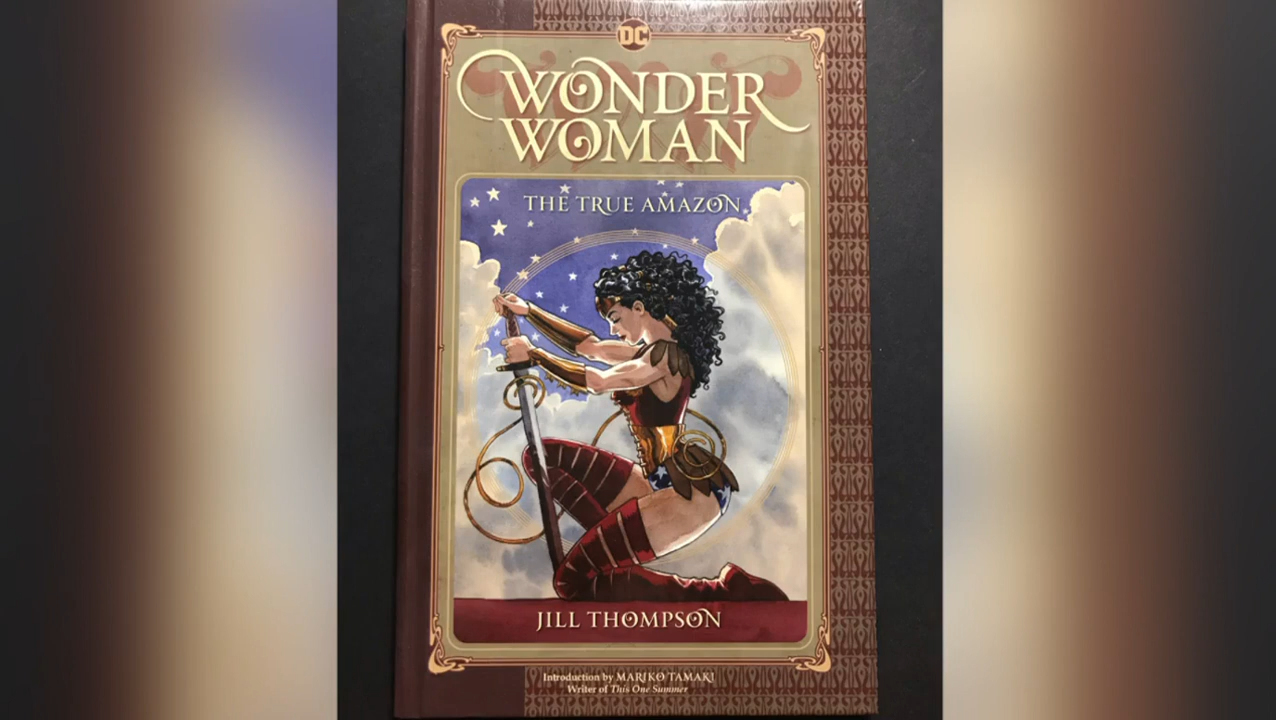 DC
WONDER
WOMAN
THE TRUE AMAZON
JILL THOMPSON
Introduction by MARIKO TAMAKI
Writer of This One Summer